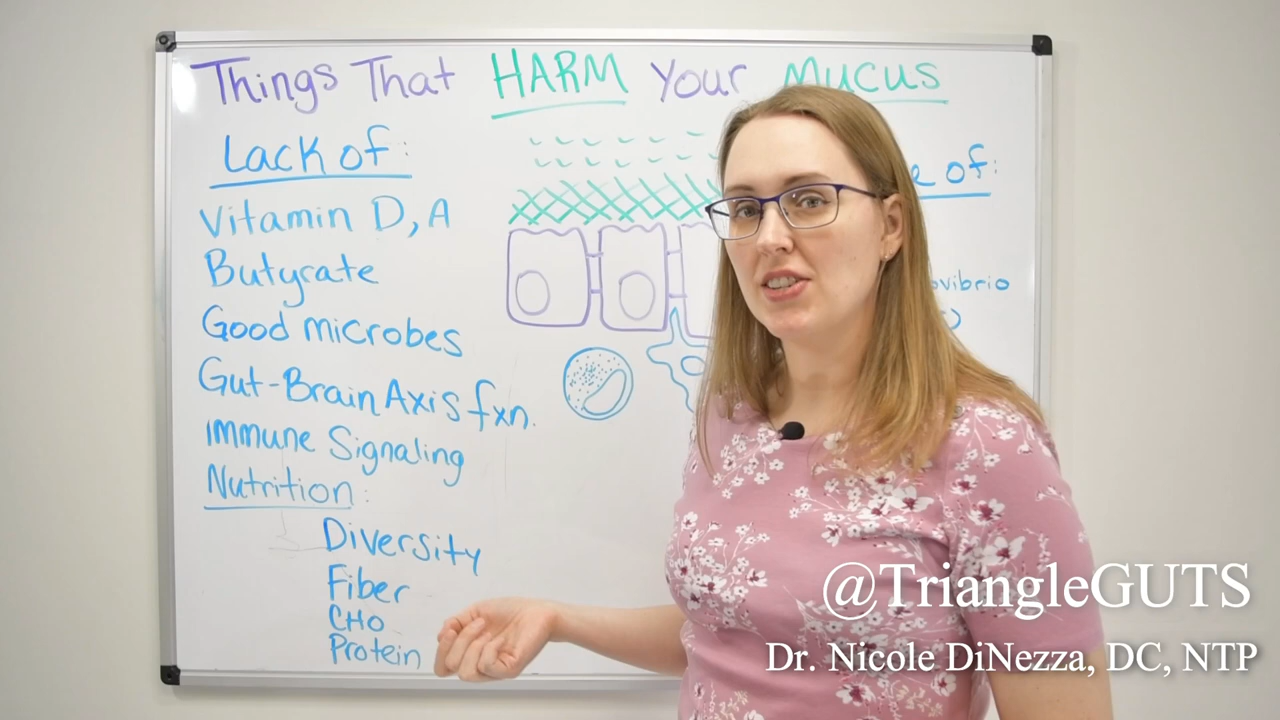 Things That HARM Your Mucus
Lack of:
Vitamin D, A
Butyrate
Good microbes
Gut-Brain Axis fxn.
Immune Signaling
Nutrition:
Diversity
Fiber
CHO
Protein
of:
@TriangleGUTS
Dr. Nicole DiNezza, DC, NTP